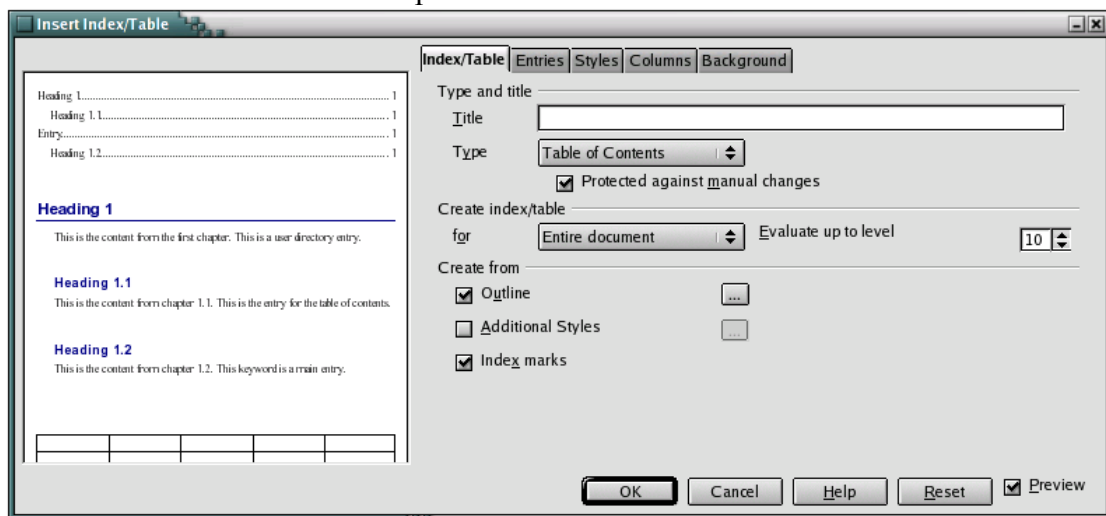 Insert Index/Table
Index/Table Entries Styles Columns Background
Heading 1........................................................................................ 1
Heading 1.1.................................................................................. 1
Entry............................................................................................. 1
Heading 1.2.................................................................................. 1
Heading 1
This is the content from the first chapter. This is a user directory entry.
Heading 1.1
This is the content from chapter 1.1. This is the entry for the table of contents.
Heading 1.2
This is the content from chapter 1.2. This keyword is a main entry.
Type and title
Title
Type Table of Contents
Protected against manual changes
Create index/table
for Entire document Evaluate up to level 10
Create from
Outline ...
Additional Styles ...
Index marks
OK Cancel Help Reset Preview